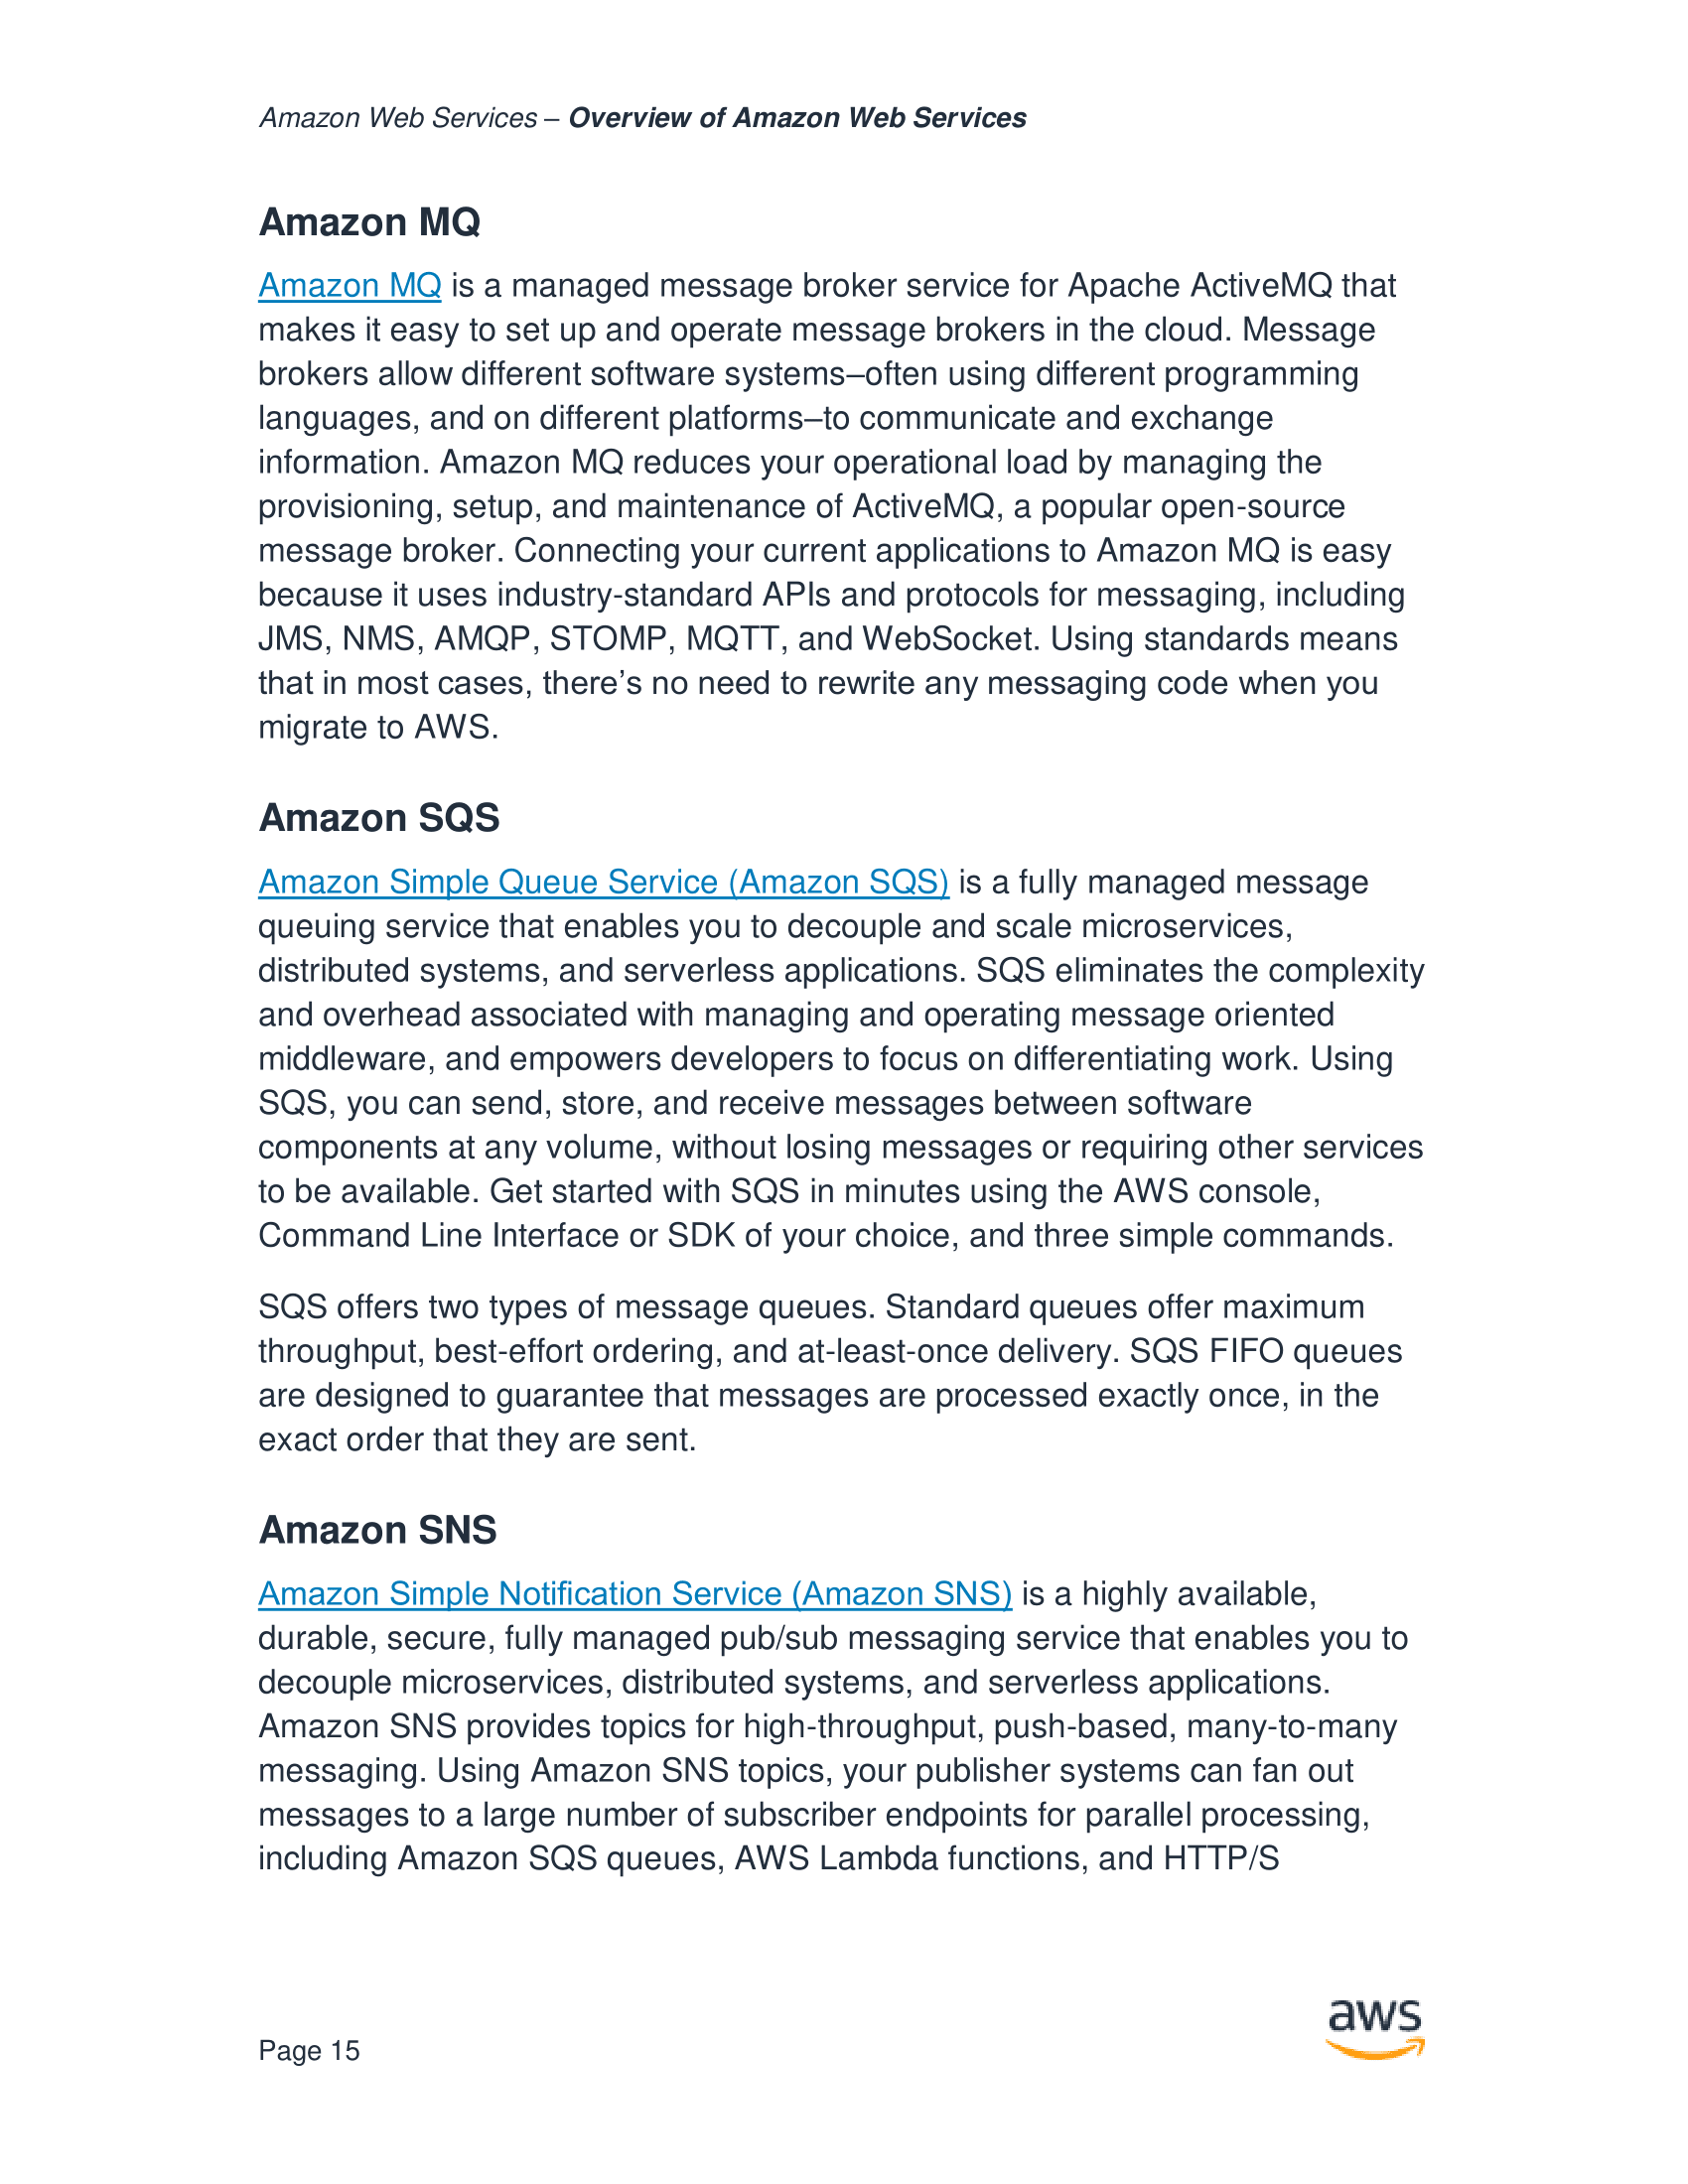 Amazon Web Services – Overview of Amazon Web Services
Amazon MQ
Amazon MQ is a managed message broker service for Apache ActiveMQ that
makes it easy to set up and operate message brokers in the cloud. Message
brokers allow different software systems–often using different programming
languages, and on different platforms–to communicate and exchange
information. Amazon MQ reduces your operational load by managing the
provisioning, setup, and maintenance of ActiveMQ, a popular open-source
message broker. Connecting your current applications to Amazon MQ is easy
because it uses industry-standard APIs and protocols for messaging, including
JMS, NMS, AMQP, STOMP, MQTT, and WebSocket. Using standards means
that in most cases, there’s no need to rewrite any messaging code when you
migrate to AWS.
Amazon SQS
Amazon Simple Queue Service (Amazon SQS) is a fully managed message
queuing service that enables you to decouple and scale microservices,
distributed systems, and serverless applications. SQS eliminates the complexity
and overhead associated with managing and operating message oriented
middleware, and empowers developers to focus on differentiating work. Using
SQS, you can send, store, and receive messages between software
components at any volume, without losing messages or requiring other services
to be available. Get started with SQS in minutes using the AWS console,
Command Line Interface or SDK of your choice, and three simple commands.
SQS offers two types of message queues. Standard queues offer maximum
throughput, best-effort ordering, and at-least-once delivery. SQS FIFO queues
are designed to guarantee that messages are processed exactly once, in the
exact order that they are sent.
Amazon SNS
Amazon Simple Notification Service (Amazon SNS) is a highly available,
durable, secure, fully managed pub/sub messaging service that enables you to
decouple microservices, distributed systems, and serverless applications.
Amazon SNS provides topics for high-throughput, push-based, many-to-many
messaging. Using Amazon SNS topics, your publisher systems can fan out
messages to a large number of subscriber endpoints for parallel processing,
including Amazon SQS queues, AWS Lambda functions, and HTTP/S
aws
Page 15